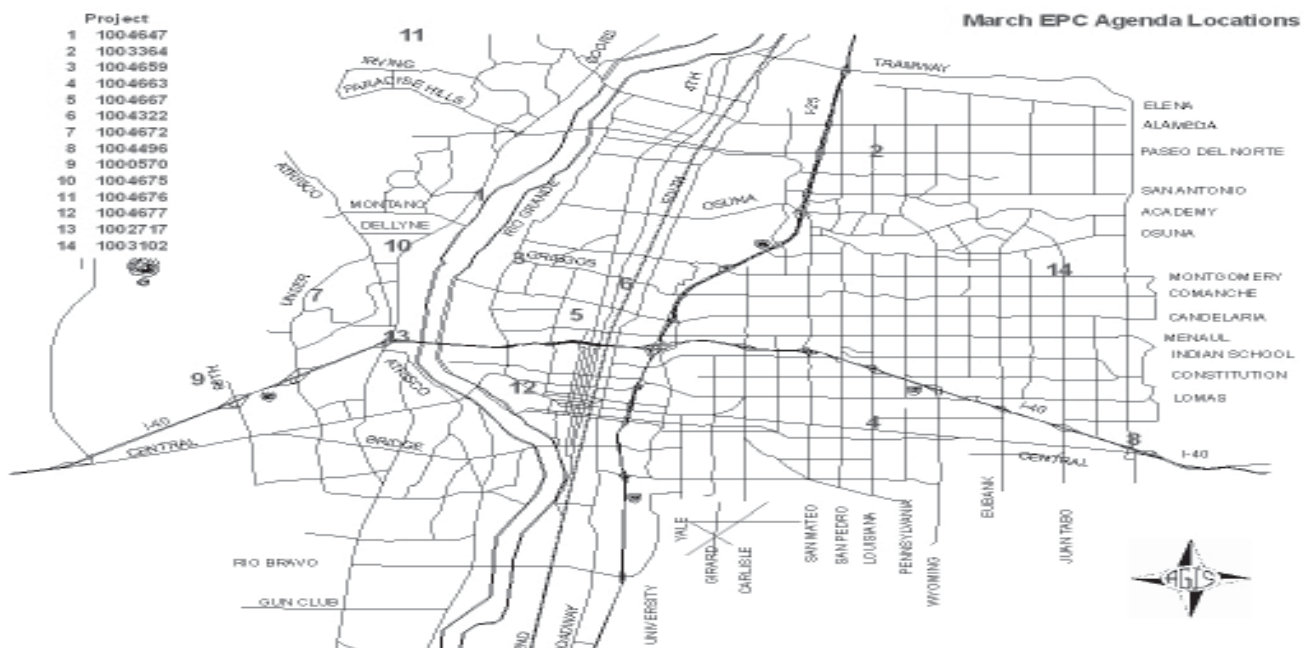 Project
March EPC Agenda Locations
1 1004647
2 1003364
3 1004659
4 1004663
5 1004667
6 1004322
7 1004672
8 1004496
9 1000570
10 1004675
11 1004676
12 1004677
13 1002717
14 1003102
11
IRVING
PARADISE HILLS
COORS
4TH
I-25
TRAMWAY
ELENA
ALAMEDA
2
PASEO DEL NORTE
ATRISCO
SAN ANTONIO
MONTANO
RIO GRANDE
EDITH
OSUNA
ACADEMY
DELLYNE
OSUNA
10
3
GRIEGOS
14
MONTGOMERY
UNSER
7
6
COMANCHE
5
CANDELARIA
13
MENAUL
INDIAN SCHOOL
9
98TH
ATRISCO
12
CONSTITUTION
LOMAS
I-40
I-40
4
CENTRAL
BRIDGE
8
CENTRAL
I-40
YALE
GIRARD
CARLISLE
SAN MATEO
SAN PEDRO
LOUISIANA
PENNSYLVANIA
WYOMING
EUBANK
JUAN TABO
RIO BRAVO
GUN CLUB
UNIVERSITY
OADWAY
ND
AGIS